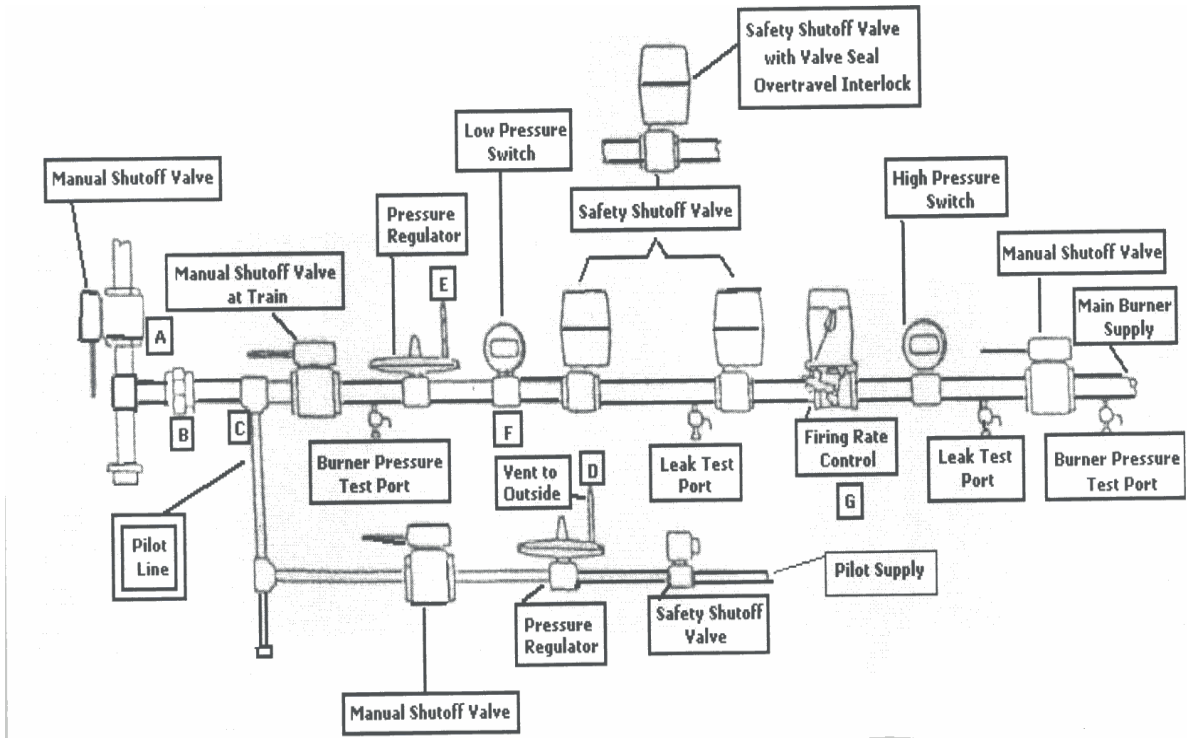 Safety Shutoff Valve
with Valve Seal
Overtravel Interlock
Low Pressure
Switch
Manual Shutoff Valve
High Pressure
Switch
Safety Shutoff Valve
Pressure
Regulator
Manual Shutoff Valve
Manual Shutoff Valve
at Train
E
Main Burner
Supply
A
B
C
F
Burner Pressure
Test Port
Vent to
Outside
D
Leak Test
Port
Firing Rate
Control
Leak Test
Port
Burner Pressure
Test Port
G
Pilot
Line
Pilot Supply
Pressure
Regulator
Safety Shutoff
Valve
Manual Shutoff Valve